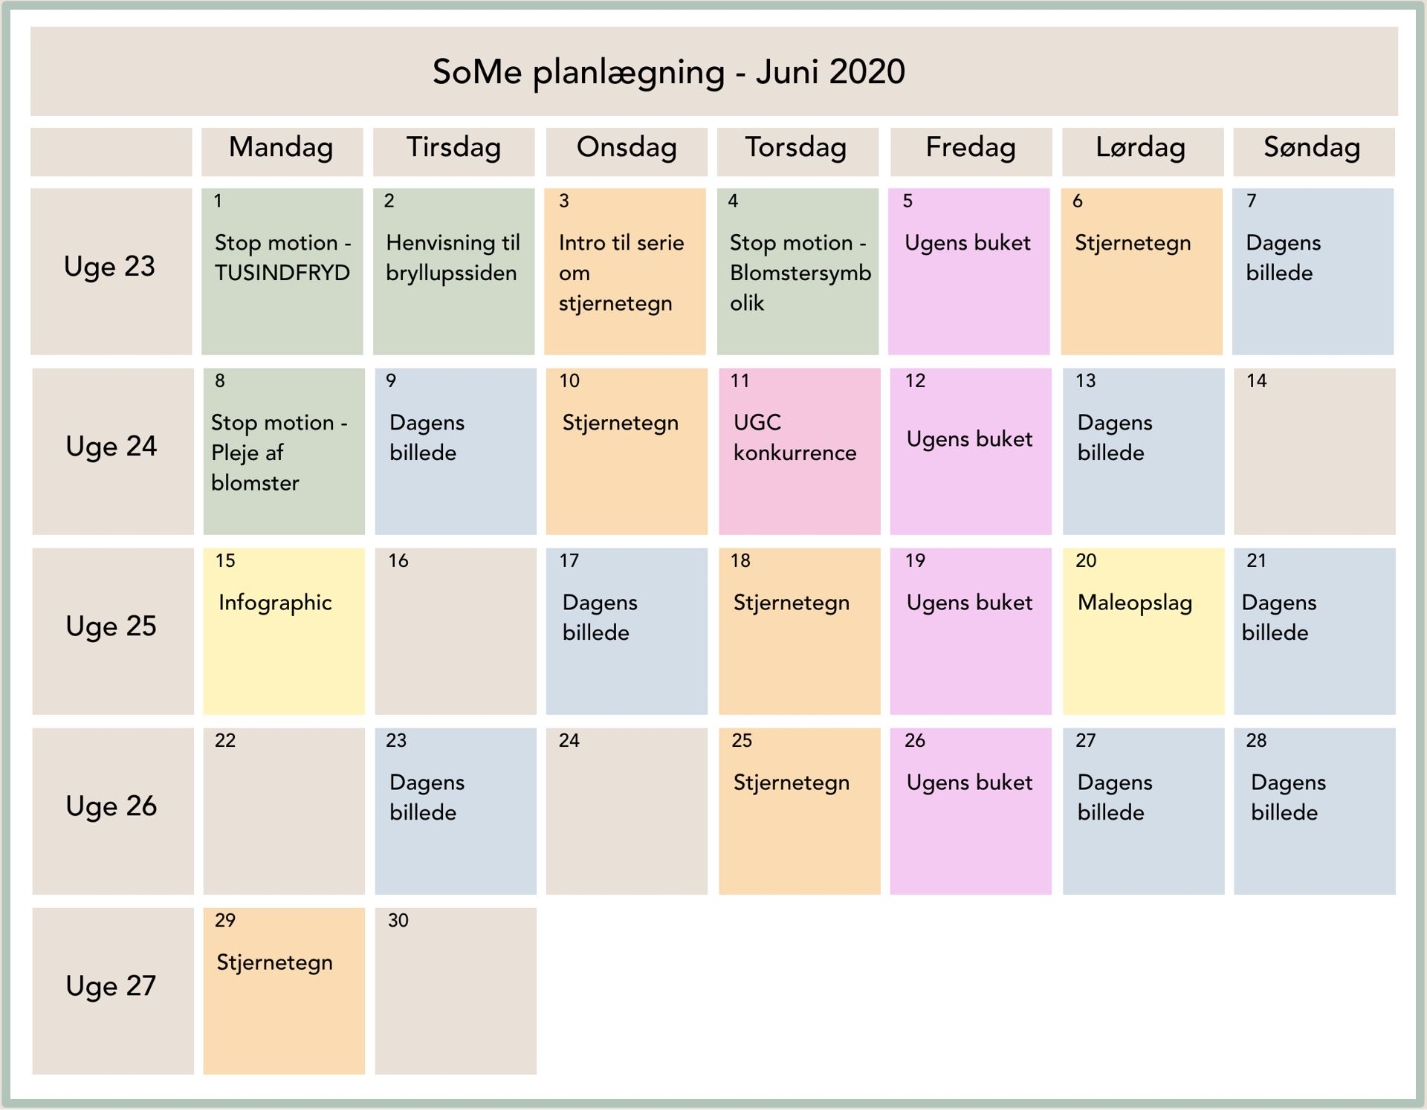 SoMe planlægning - Juni 2020
Mandag Tirsdag Onsdag Torsdag Fredag Lørdag Søndag
Uge 23
1
Stop motion -
TUSINDFRYD
2
Henvisning til
bryllupssiden
3
Intro til serie
om
stjernetegn
4
Stop motion -
Blomstersymb
olik
5
Ugens buket
6
Stjernetegn
7
Dagens
billede
Uge 24
8
Stop motion -
Pleje af
blomster
9
Dagens
billede
10
Stjernetegn
11
UGC
konkurrence
12
Ugens buket
13
Dagens
billede
14
Uge 25
15
Infographic
16
17
Dagens
billede
18
Stjernetegn
19
Ugens buket
20
Maleopslag
21
Dagens
billede
Uge 26
22
23
Dagens
billede
24
25
Stjernetegn
26
Ugens buket
27
Dagens
billede
28
Dagens
billede
Uge 27
29
Stjernetegn
30